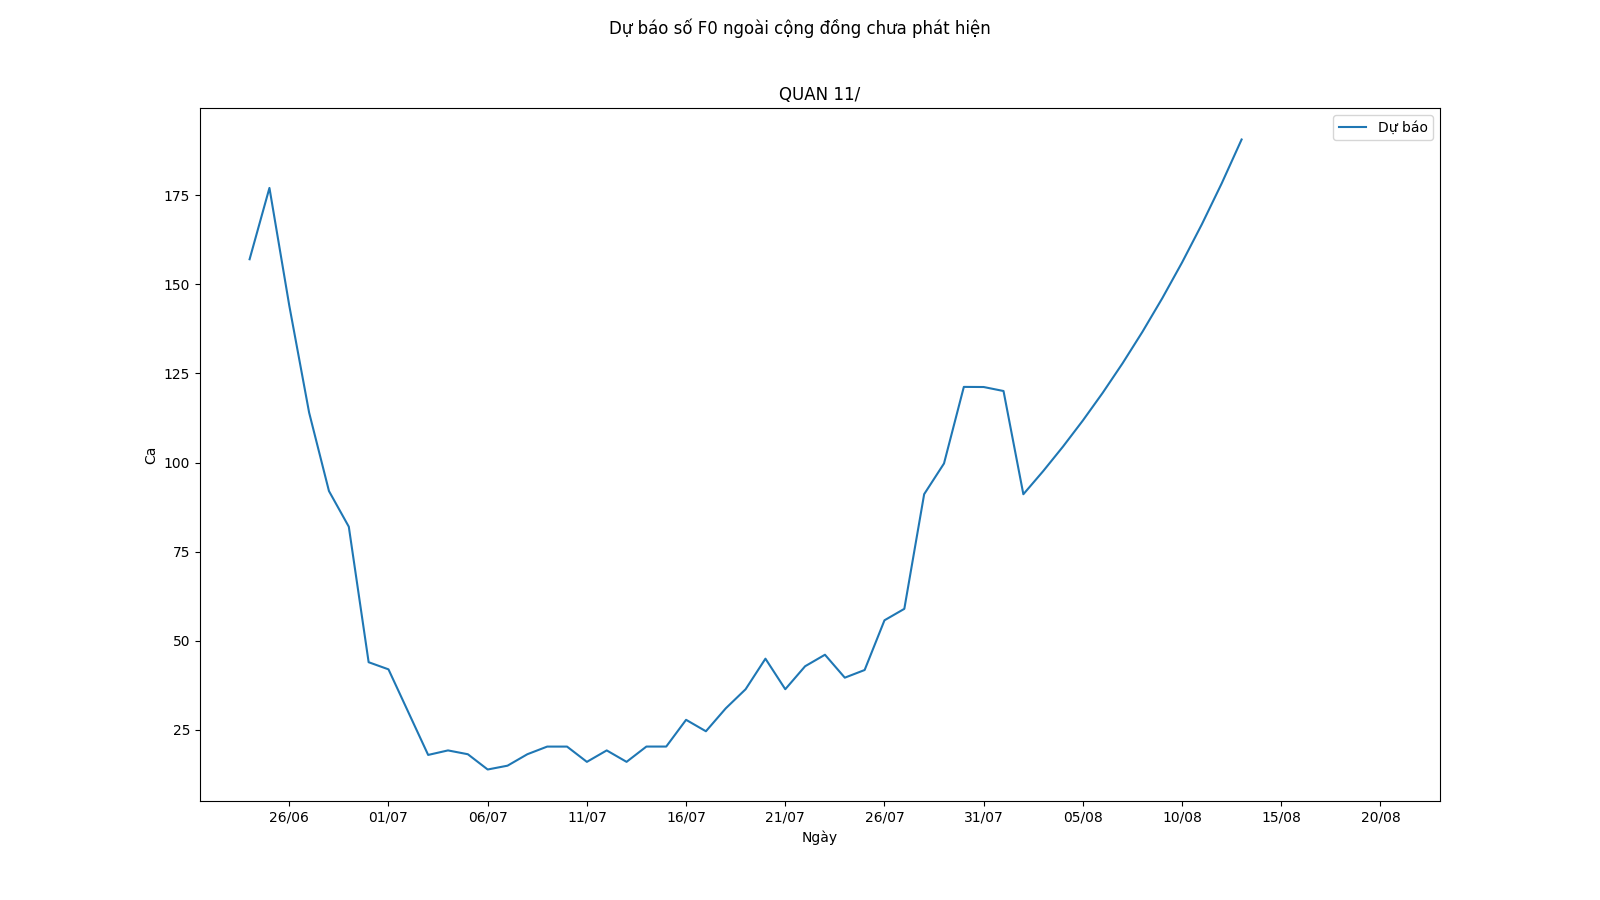 Dự báo số F0 ngoài cộng đồng chưa phát hiện
QUAN 11/
Dự báo
175
150
125
100
75
50
25
Ca
26/06 01/07 06/07 11/07 16/07 21/07 26/07 31/07 05/08 10/08 15/08 20/08
Ngày